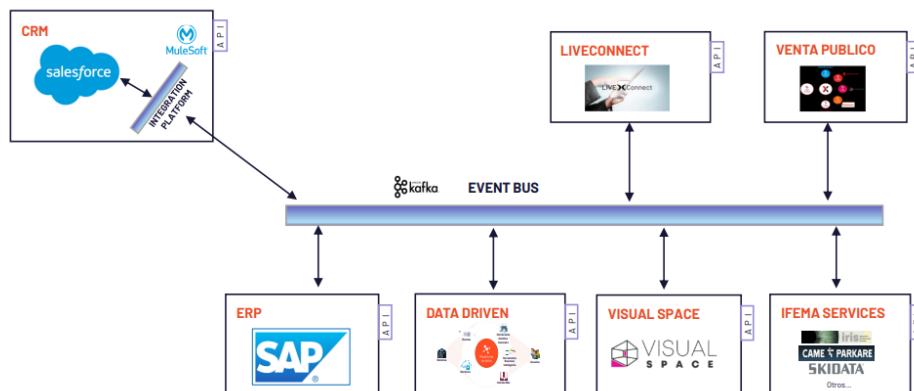 CRM
MuleSoft
API
salesforce
INTEGRATION
PLATFORM
LIVECONNECT
API
LIVE Connect
VENTA PUBLICO
API
kafka
EVENT BUS
ERP
API
SAP
DATA DRIVEN
API
VISUAL SPACE
API
VISUAL
SPACE
IFEMA SERVICES
API
iris
CAME PARKARE
SKIDATA
Otros...